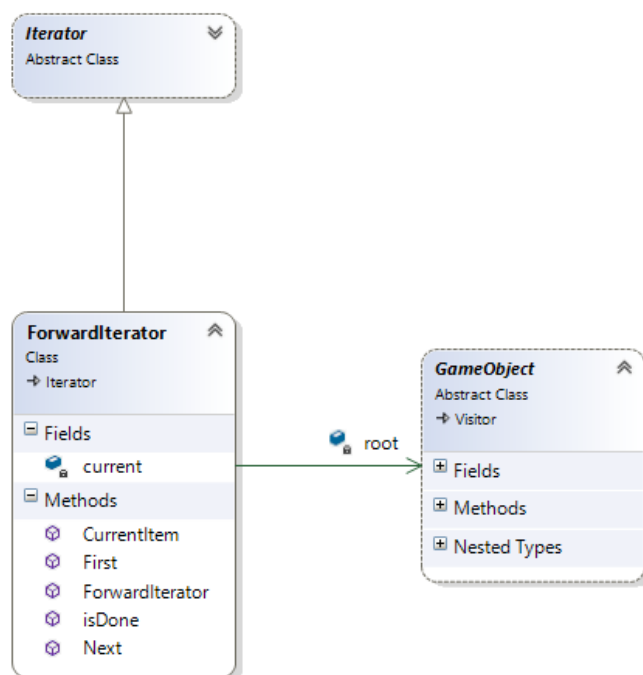 Iterator
Abstract Class
ForwardIterator
Class
Iterator
Fields
current
Methods
CurrentItem
First
ForwardIterator
isDone
Next
root
GameObject
Abstract Class
Visitor
Fields
Methods
Nested Types